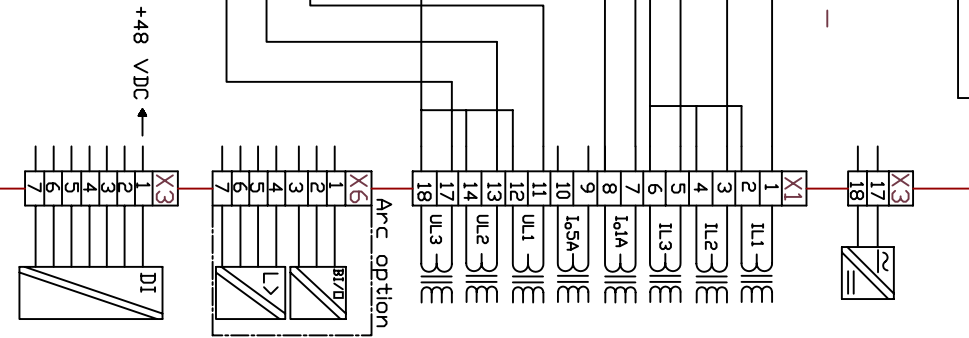 +48 VDC
7 6 5 4 3 2 1 X3
7 6 5 4 3 2 1 X6
18 17 14 13 12 11 10 9 8 7 6 5 4 3 2 1 X1
18 17 X3
UL3 UL2 UL1 I₀5A I₀1A IL3 IL2 IL1
Arc option
DI
L>
BI/O
~
=